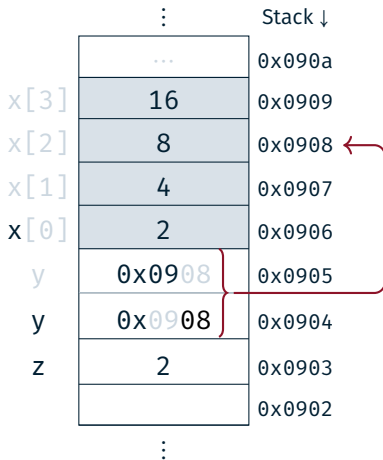 ⋮ Stack ↓
... 0x090a
x[3] 16 0x0909
x[2] 8 0x0908
x[1] 4 0x0907
x[0] 2 0x0906
y 0x0908 0x0905
y 0x0908 0x0904
z 2 0x0903
0x0902
⋮